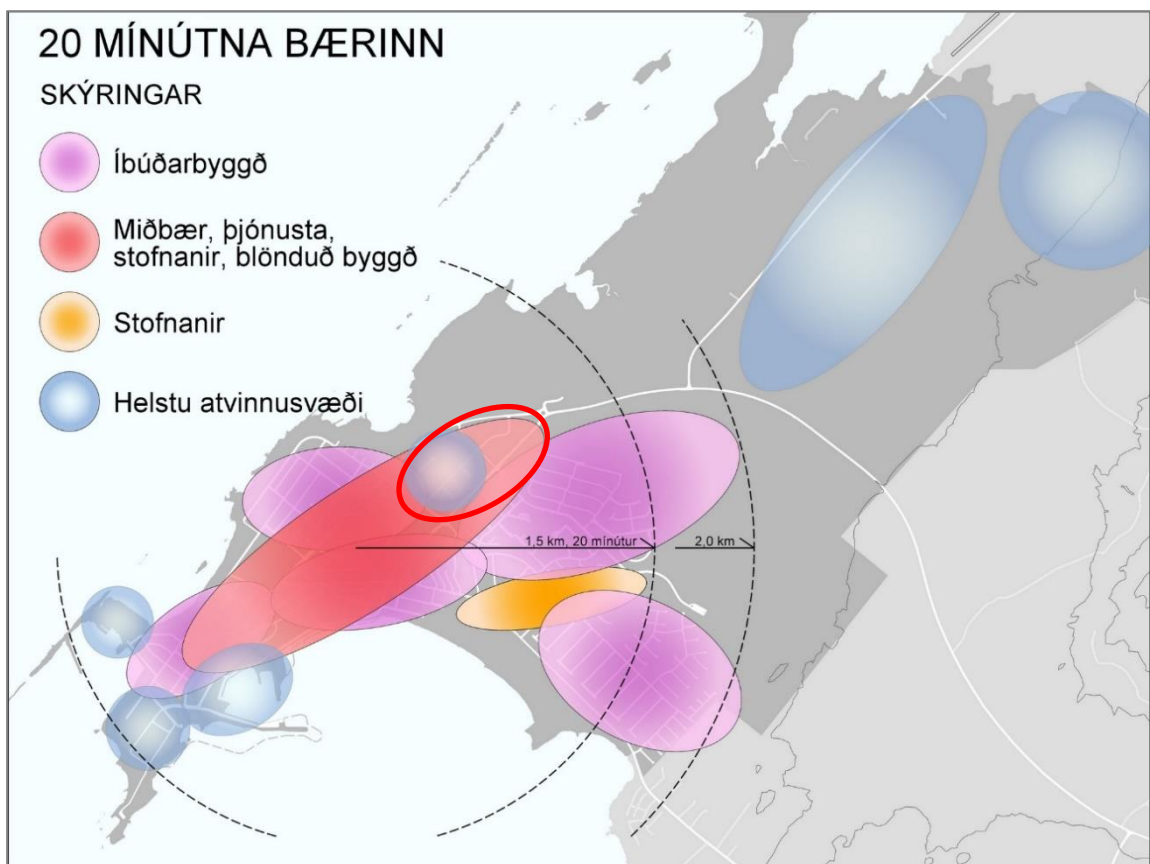 20 MÍNÚTNA BÆRINN
SKÝRINGAR
Íbúðarbyggð
Miðbær, þjónusta,
stofnanir, blönduð byggð
Stofnanir
Helstu atvinnusvæði
1,5 km, 20 mínútur
2,0 km